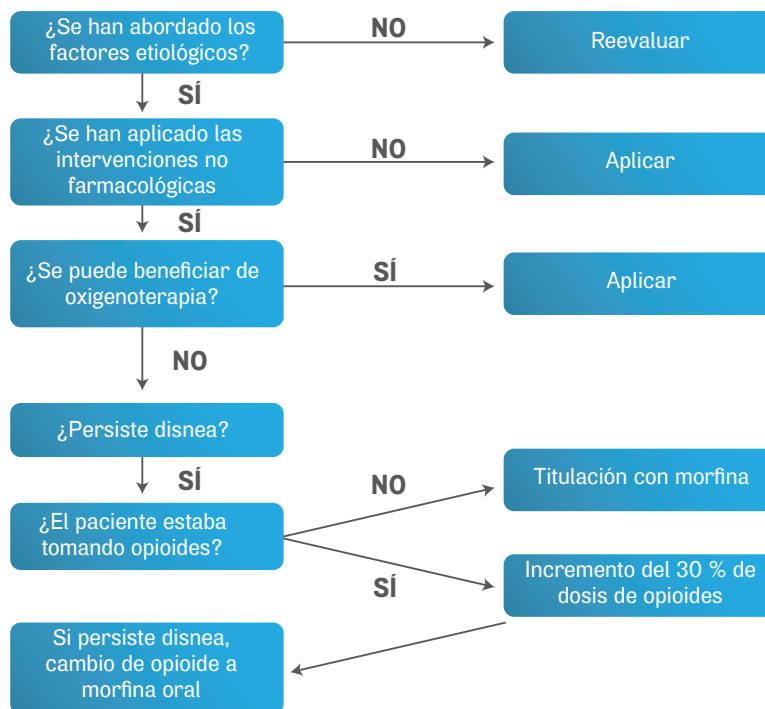 ¿Se han abordado los
factores etiológicos?
NO
Reevaluar
SÍ
¿Se han aplicado las
intervenciones no
farmacológicas
NO
Aplicar
SÍ
¿Se puede beneficiar de
oxigenoterapia?
SÍ
Aplicar
NO
¿Persiste disnea?
SÍ
¿El paciente estaba
tomando opioides?
NO
Titulación con morfina
SÍ
Incremento del 30 % de
dosis de opioides
Si persiste disnea,
cambio de opioide a
morfina oral